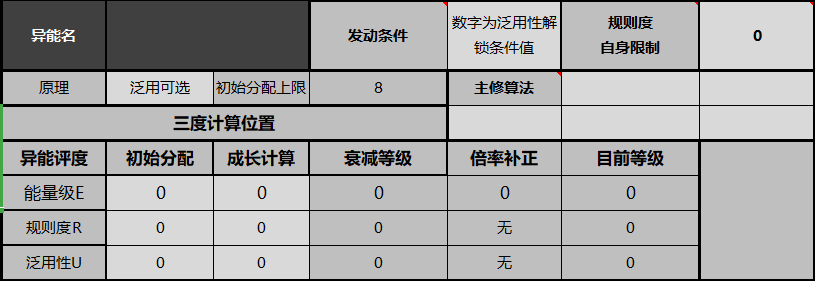 异能名 发动条件 数字为泛用性解 规则度 0
锁条件值 自身限制
原理 泛用可选 初始分配上限 8 主修算法
三度计算位置
异能评度 初始分配 成长计算 衰减等级 倍率补正 目前等级
能量级E 0 0 0 0 0
规则度R 0 0 0 无 0
泛用性U 0 0 0 无 0